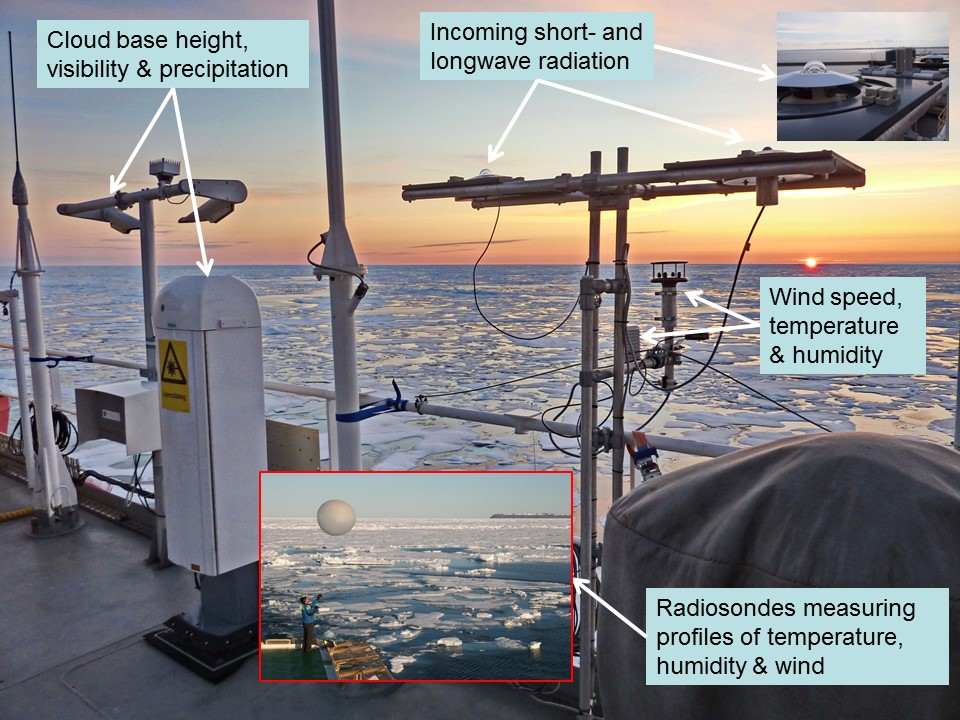 Cloud base height,
visibility & precipitation
Incoming short- and
longwave radiation
Wind speed,
temperature
& humidity
Radiosondes measuring
profiles of temperature,
humidity & wind